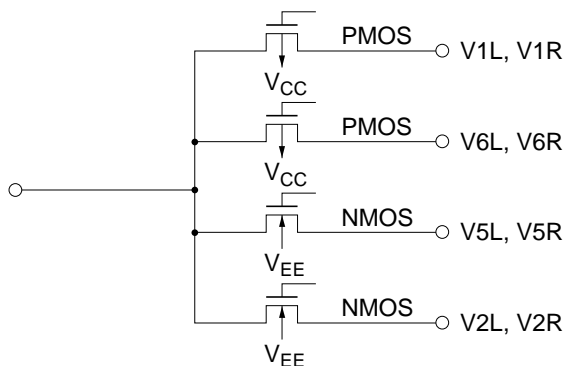 PMOS V1L, V1R
VCC
PMOS V6L, V6R
VCC
NMOS V5L, V5R
VEE
NMOS V2L, V2R
VEE